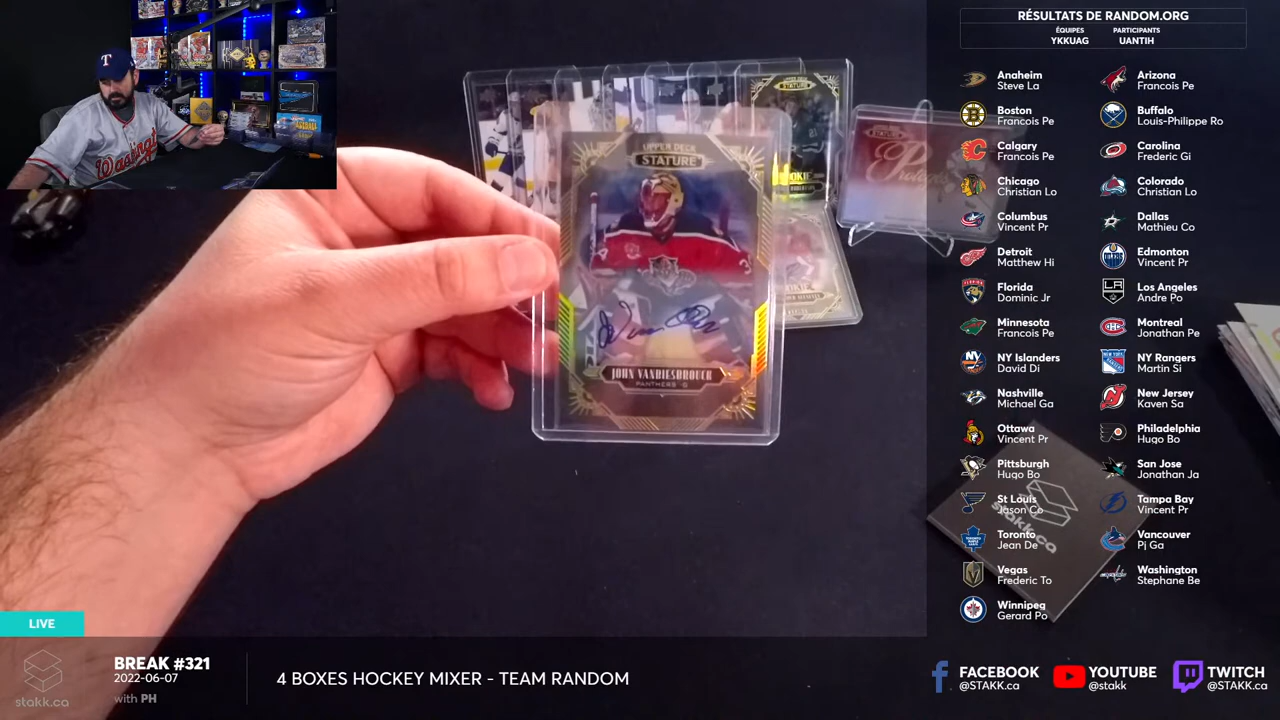 RÉSULTATS DE RANDOM.ORG
ÉQUIPES
YKKUAG
PARTICIPANTS
UANTIH
Anaheim
Steve La
Arizona
Francois Pe
Boston
Francois Pe
Buffalo
Louis-Philippe Ro
Calgary
Francois Pe
Carolina
Frederic Gi
Chicago
Christian Lo
Colorado
Christian Lo
Columbus
Vincent Pr
Dallas
Mathieu Co
Detroit
Matthew Hi
Edmonton
Vincent Pr
Florida
Dominic Jr
Los Angeles
Andre Po
Minnesota
Francois Pe
Montreal
Jonathan Pe
NY Islanders
David Di
NY Rangers
Martin Si
Nashville
Michael Ga
New Jersey
Kaven Sa
Ottawa
Vincent Pr
Philadelphia
Hugo Bo
Pittsburgh
Hugo Bo
San Jose
Jonathan Ja
St Louis
Jason Co
Tampa Bay
Vincent Pr
Toronto
Jean De
Vancouver
Pj Ga
Vegas
Frederic To
Washington
Stephane Be
Winnipeg
Gerard Po
UPPER DECK
STATURE
JOHN VANBIESBROUCK
PANTHERS · G
stakk.ca
LIVE
stakk.ca
BREAK #321
2022-06-07
with PH
4 BOXES HOCKEY MIXER - TEAM RANDOM
FACEBOOK
@STAKK.ca
YOUTUBE
@stakk
TWITCH
@STAKK.ca